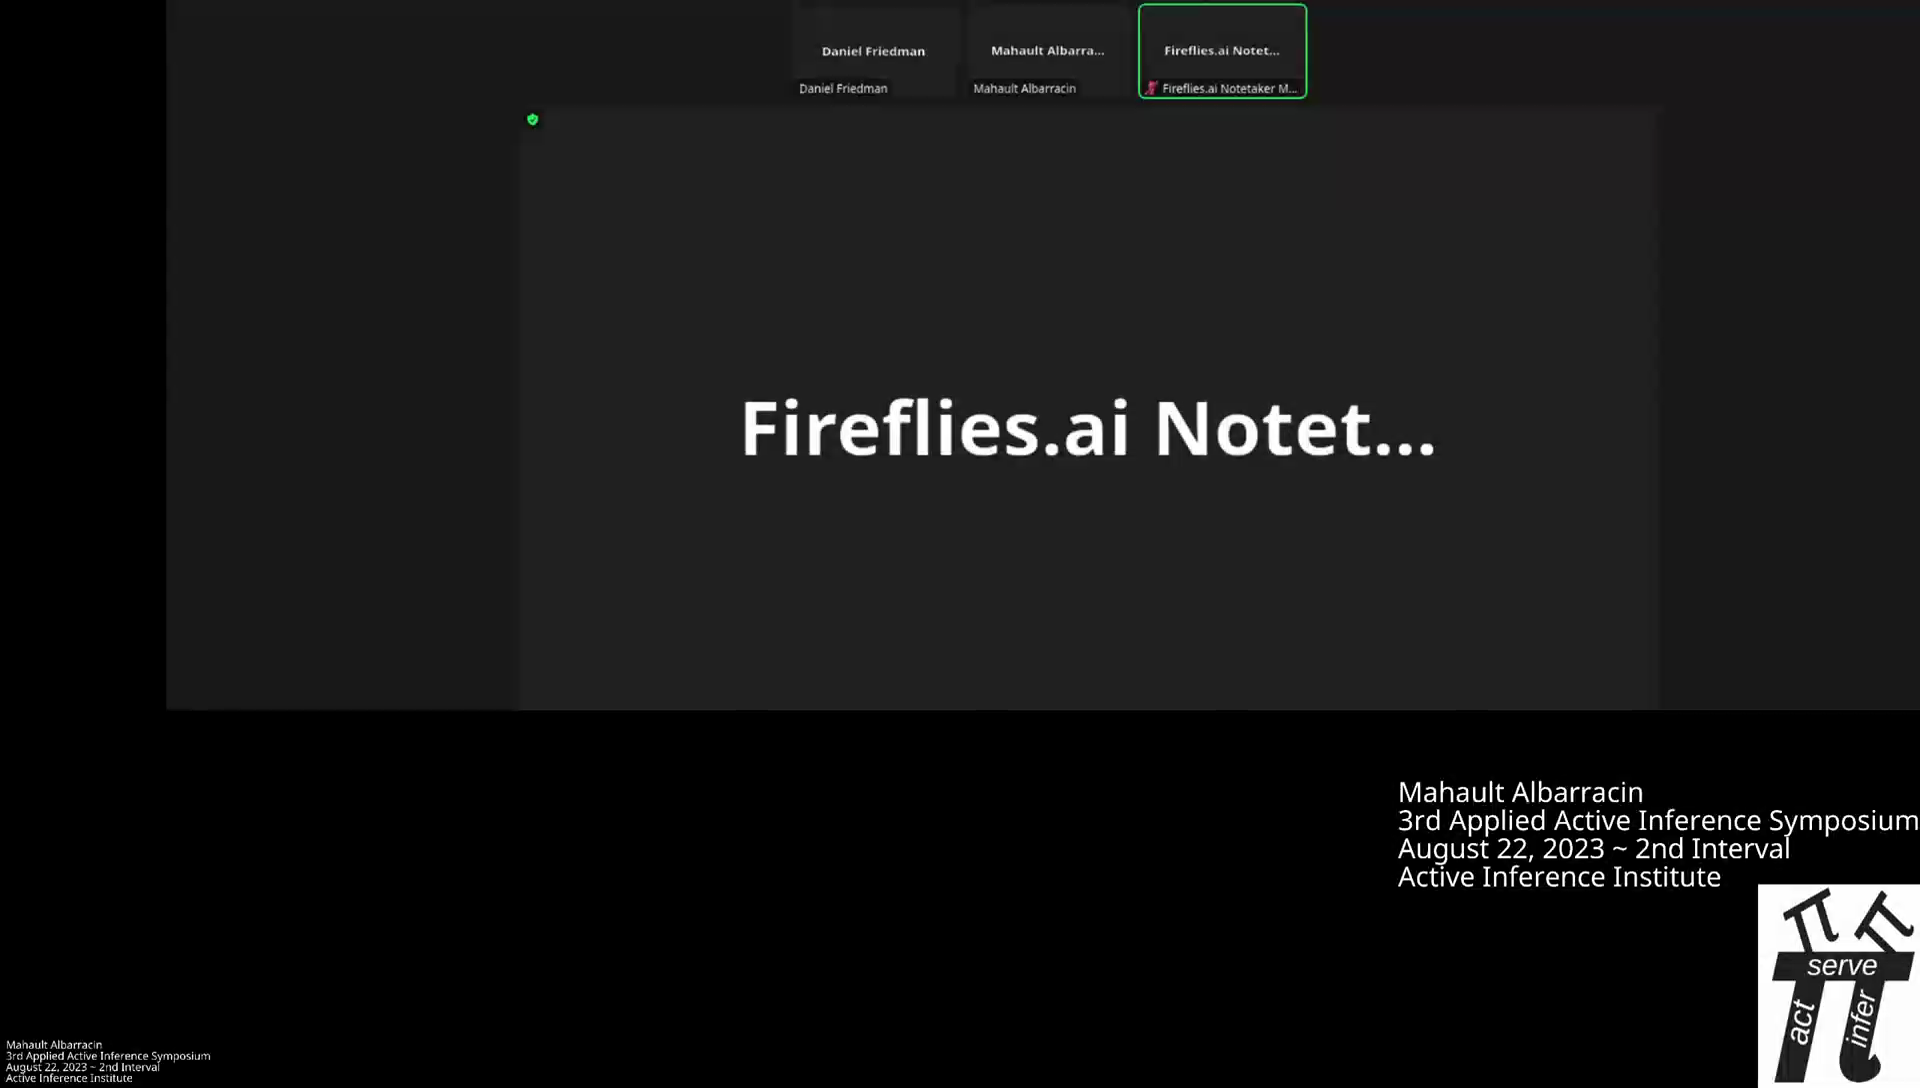 Daniel Friedman
Mahault Albarra...
Fireflies.ai Notet...
Daniel Friedman
Mahault Albarracin
Fireflies.ai Notetaker M...
Fireflies.ai Notet...
Mahault Albarracin
3rd Applied Active Inference Symposium
August 22, 2023 ~ 2nd Interval
Active Inference Institute
serve
act
infer
Mahault Albarracin
3rd Applied Active Inference Symposium
August 22, 2023 ~ 2nd Interval
Active Inference Institute